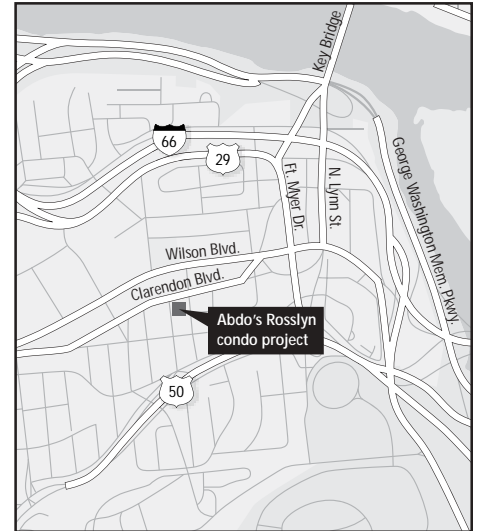 Key Bridge
66
29
George Washington Mem. Pkwy.
Ft. Myer Dr.
N. Lynn St.
Wilson Blvd.
Clarendon Blvd.
Abdo's Rosslyn
condo project
50